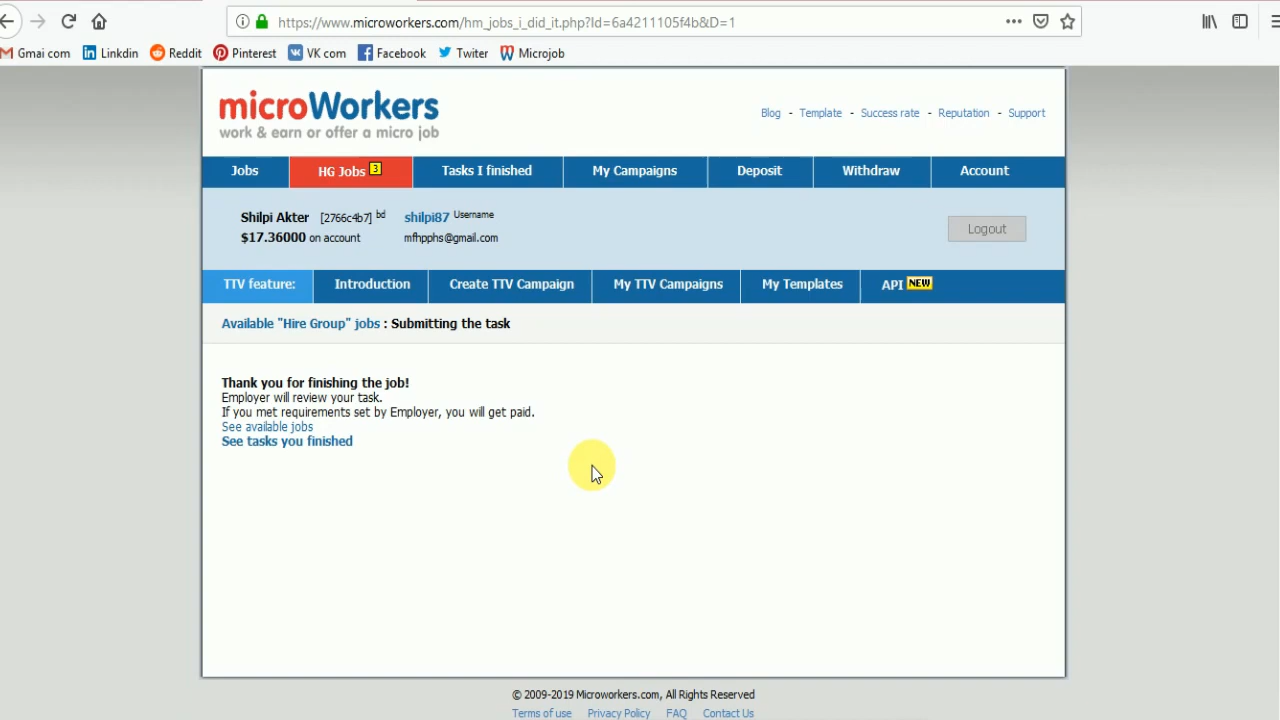 https://www.microworkers.com/hm_jobs_i_did_it.php?Id=6a4211105f4b&D=1
Gmai com Linkdin Reddit Pinterest VK com Facebook Twiter Microjob
microWorkers
work & earn or offer a micro job
Blog - Template - Success rate - Reputation - Support
Jobs HG Jobs 3 Tasks I finished My Campaigns Deposit Withdraw Account
Shilpi Akter [2766c4b7] bd shilpi87 Username
$17.36000 on account mfhpphs@gmail.com
Logout
TTV feature: Introduction Create TTV Campaign My TTV Campaigns My Templates API NEW
Available "Hire Group" jobs : Submitting the task
Thank you for finishing the job!
Employer will review your task.
If you met requirements set by Employer, you will get paid.
See available jobs
See tasks you finished
© 2009-2019 Microworkers.com, All Rights Reserved
Terms of use Privacy Policy FAQ Contact Us